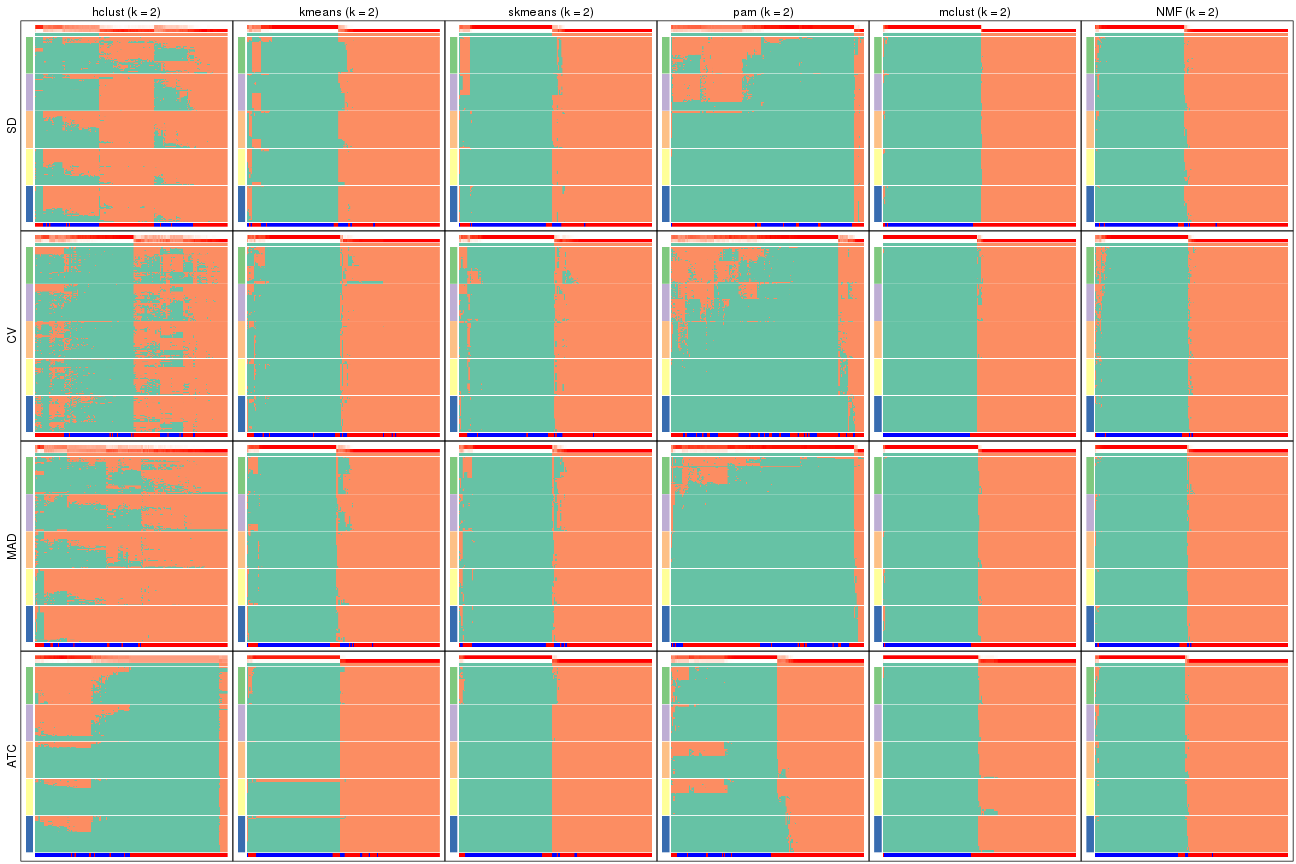 hclust (k = 2) kmeans (k = 2) skmeans (k = 2) pam (k = 2) mclust (k = 2) NMF (k = 2)
SD
CV
MAD
ATC